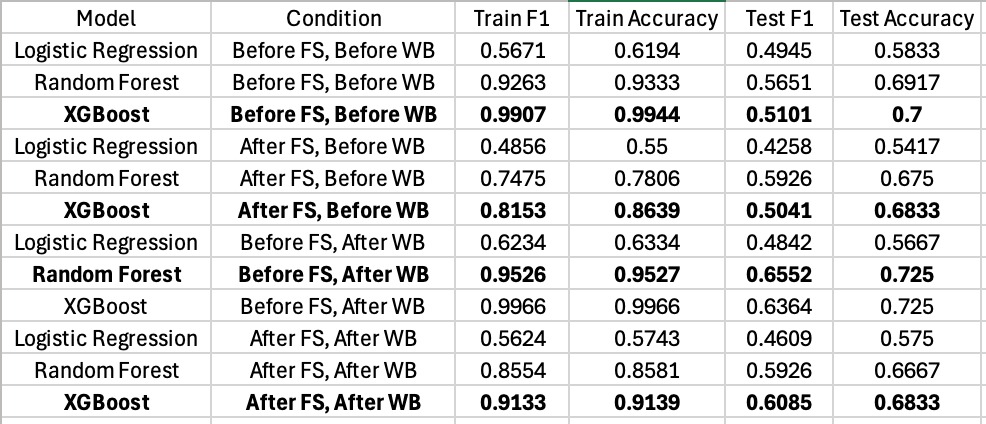 Model Condition Train F1 Train Accuracy Test F1 Test Accuracy
Logistic Regression Before FS, Before WB 0.5671 0.6194 0.4945 0.5833
Random Forest Before FS, Before WB 0.9263 0.9333 0.5651 0.6917
XGBoost Before FS, Before WB 0.9907 0.9944 0.5101 0.7
Logistic Regression After FS, Before WB 0.4856 0.55 0.4258 0.5417
Random Forest After FS, Before WB 0.7475 0.7806 0.5926 0.675
XGBoost After FS, Before WB 0.8153 0.8639 0.5041 0.6833
Logistic Regression Before FS, After WB 0.6234 0.6334 0.4842 0.5667
Random Forest Before FS, After WB 0.9526 0.9527 0.6552 0.725
XGBoost Before FS, After WB 0.9966 0.9966 0.6364 0.725
Logistic Regression After FS, After WB 0.5624 0.5743 0.4609 0.575
Random Forest After FS, After WB 0.8554 0.8581 0.5926 0.6667
XGBoost After FS, After WB 0.9133 0.9139 0.6085 0.6833